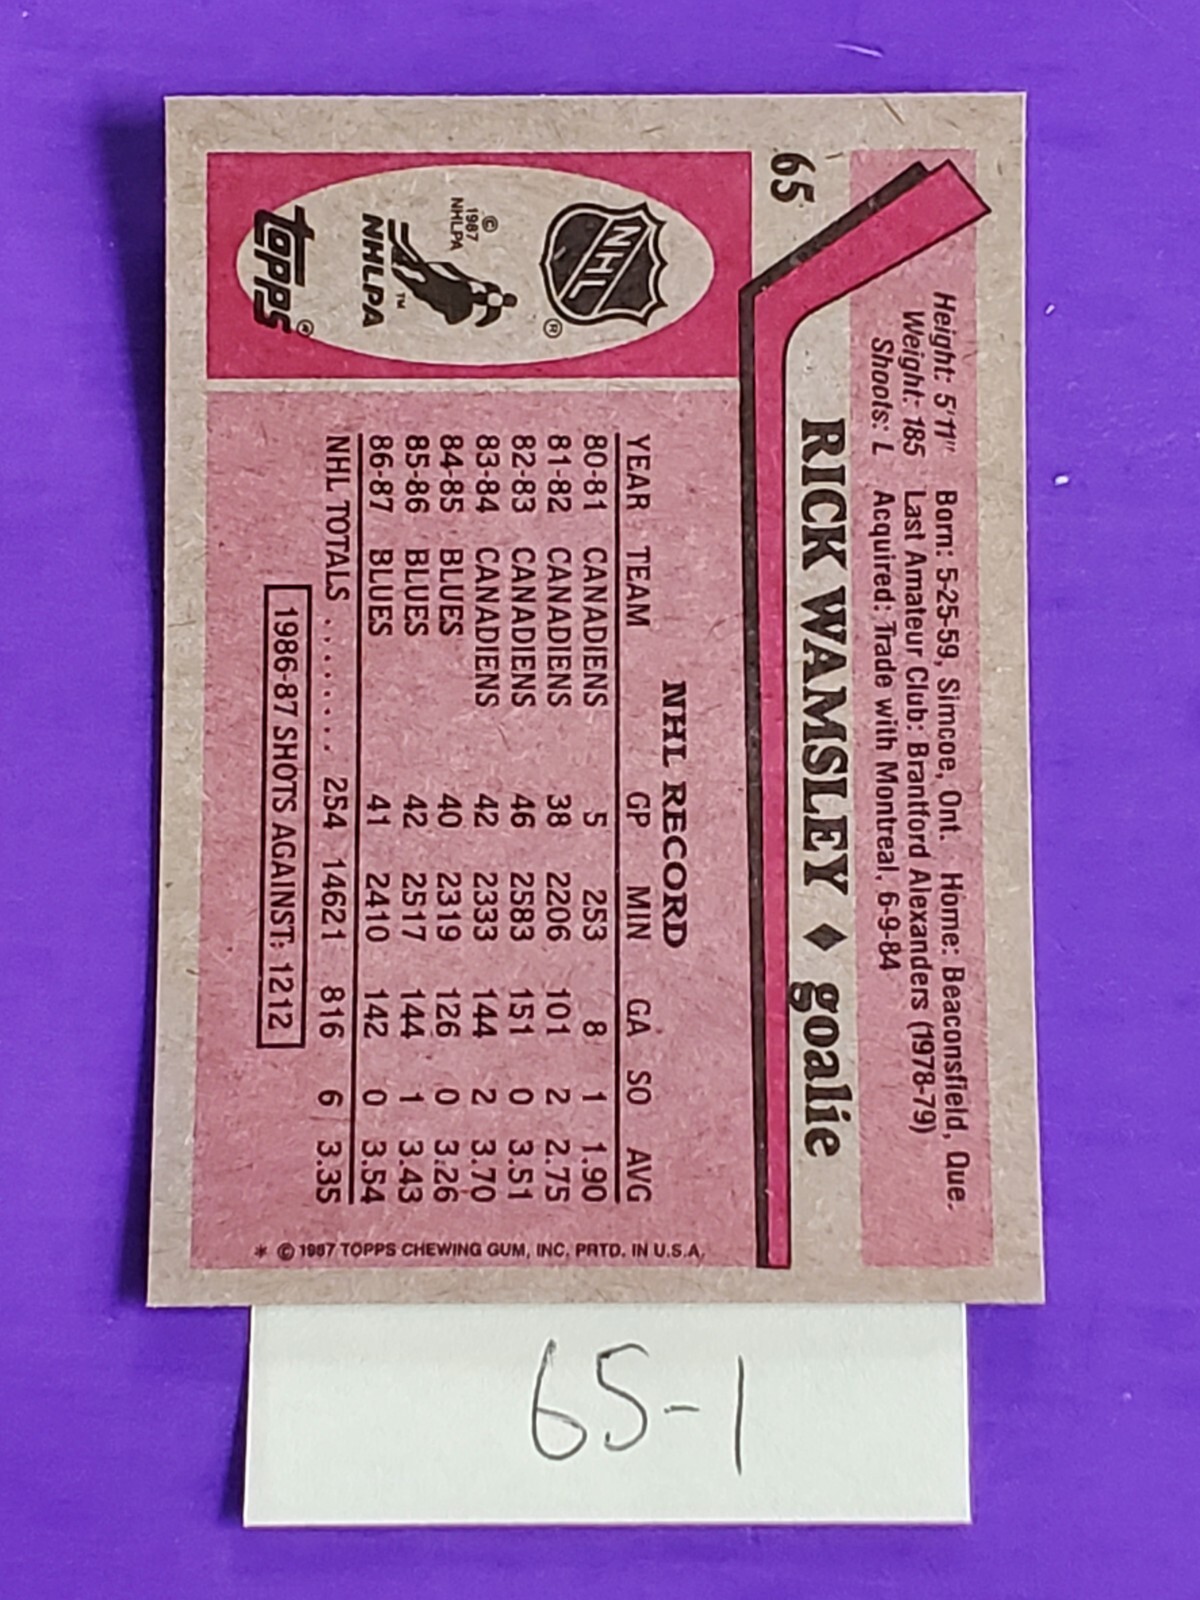 65
RICK WAMSLEY ♦ goalie
Height: 5'11" Born: 5-25-59, Simcoe, Ont. Home: Beaconsfield, Que.
Weight: 185 Last Amateur Club: Brantford Alexanders (1978-79)
Shoots: L Acquired: Trade with Montreal, 6-9-84
NHL
®
© 1987
NHLPA
™
NHLPA
topps®
NHL RECORD
YEAR TEAM GP MIN GA SO AVG
80-81 CANADIENS 5 253 8 1 1.90
81-82 CANADIENS 38 2206 101 2 2.75
82-83 CANADIENS 46 2583 151 0 3.51
83-84 CANADIENS 42 2333 144 2 3.70
84-85 BLUES 40 2319 126 0 3.26
85-86 BLUES 42 2517 144 1 3.43
86-87 BLUES 41 2410 142 0 3.54
NHL TOTALS ........ 254 14621 816 6 3.35
1986-87 SHOTS AGAINST: 1212
* © 1987 TOPPS CHEWING GUM, INC. PRTD. IN U.S.A.
65-1